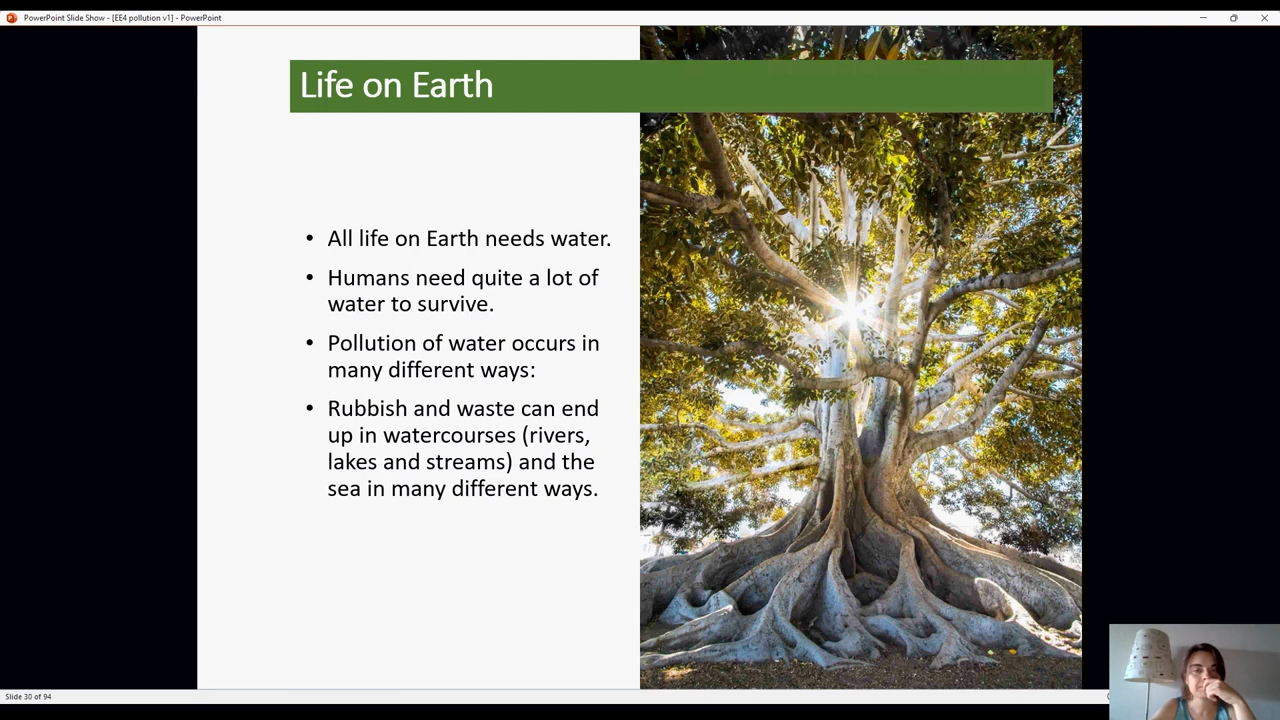 PowerPoint Slide Show - [EE4 pollution v1] - PowerPoint
Life on Earth
• All life on Earth needs water.
• Humans need quite a lot of
water to survive.
• Pollution of water occurs in
many different ways:
• Rubbish and waste can end
up in watercourses (rivers,
lakes and streams) and the
sea in many different ways.
Slide 30 of 94